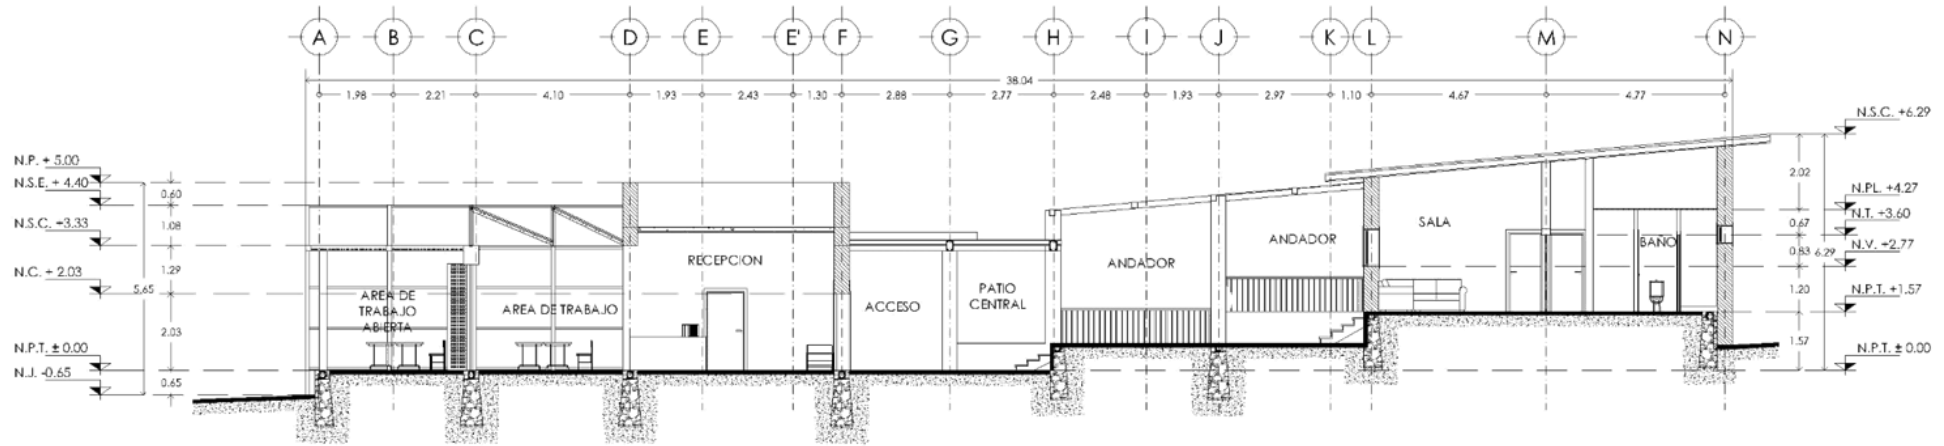 A B C D E E' F G H I J K L M N
38.04
1.98 2.21 4.10 1.93 2.43 1.30 2.88 2.77 2.48 1.93 2.97 1.10 4.67 4.77
N.S.C. +6.29
N.P. + 5.00
N.S.E. + 4.40
0.60
2.02
N.PL. +4.27
N.S.C. +3.33
1.08
SALA
0.67
N.T. +3.60
ANDADOR
BAÑO
0.83 6.29
N.V. +2.77
RECEPCION
ANDADOR
N.C. + 2.03
1.29
5.65
PATIO
CENTRAL
1.20
N.P.T. +1.57
AREA DE
TRABAJO
ABIERTA
AREA DE TRABAJO
ACCESO
2.03
1.57
N.P.T. ± 0.00
N.P.T. ± 0.00
N.J. -0.65
0.65